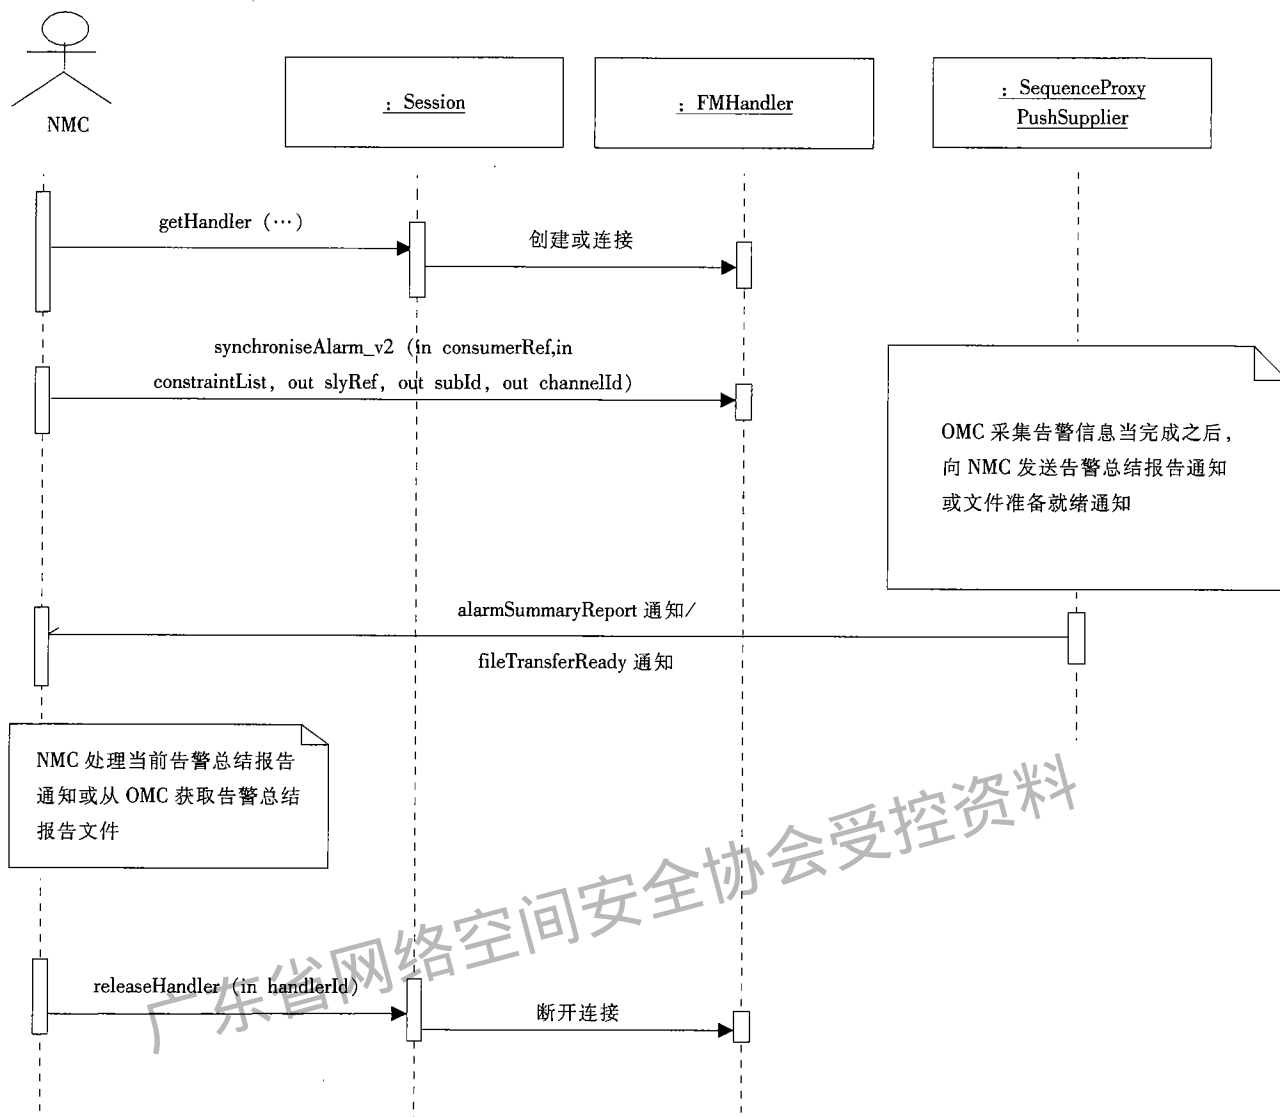 NMC
: Session
: FMHandler
: SequenceProxy
PushSupplier
getHandler (…)
创建或连接
synchroniseAlarm_v2 (in consumerRef,in
constraintList, out slyRef, out subId, out channelId)
OMC 采集告警信息当完成之后,
向 NMC 发送告警总结报告通知
或文件准备就绪通知
alarmSummaryReport 通知/
fileTransferReady 通知
NMC 处理当前告警总结报告
通知或从 OMC 获取告警总结
报告文件
releaseHandler (in handlerId)
断开连接
广东省网络空间安全协会受控资料